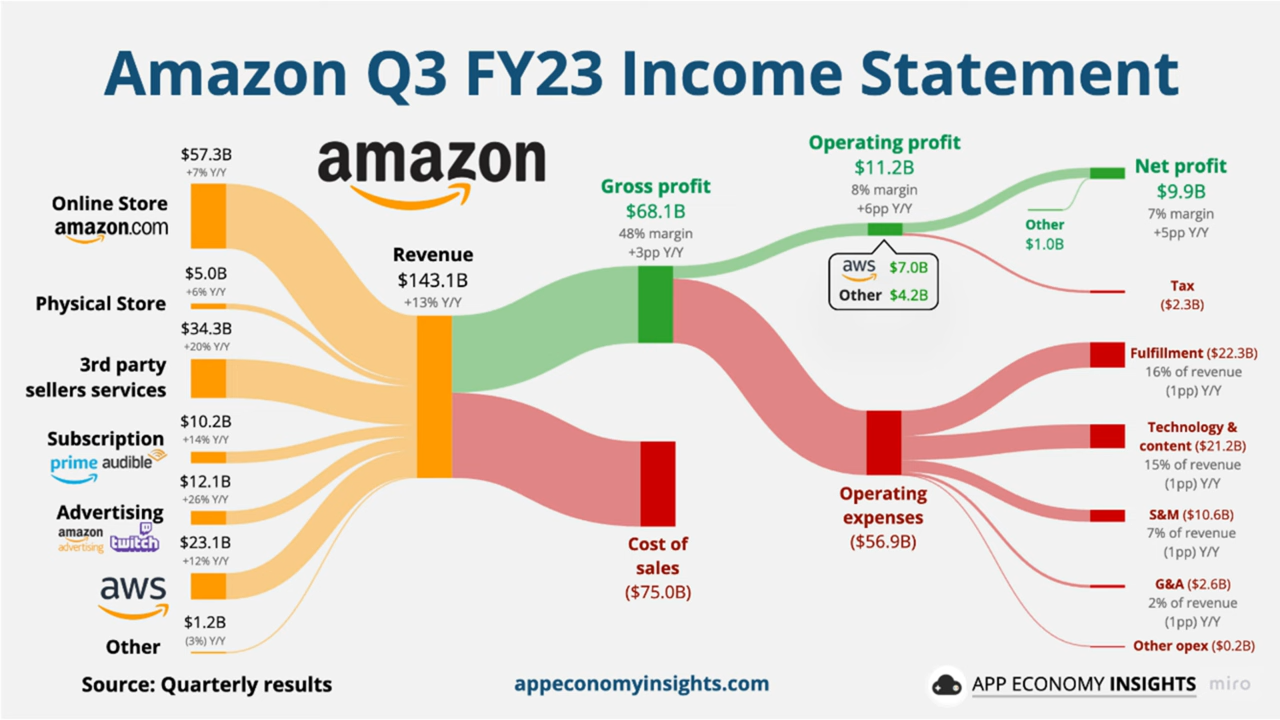 Amazon Q3 FY23 Income Statement
amazon
$57.3B
+7% Y/Y
Online Store
amazon.com
$5.0B
+6% Y/Y
Physical Store
$34.3B
+20% Y/Y
3rd party
sellers services
$10.2B
+14% Y/Y
Subscription
prime audible
$12.1B
+26% Y/Y
Advertising
amazon
advertising
twitch
$23.1B
+12% Y/Y
aws
$1.2B
(3%) Y/Y
Other
Revenue
$143.1B
+13% Y/Y
Gross profit
$68.1B
48% margin
+3pp Y/Y
Cost of
sales
($75.0B)
Operating profit
$11.2B
8% margin
+6pp Y/Y
aws $7.0B
Other $4.2B
Operating
expenses
($56.9B)
Other
$1.0B
Net profit
$9.9B
7% margin
+5pp Y/Y
Tax
($2.3B)
Fulfillment ($22.3B)
16% of revenue
(1pp) Y/Y
Technology &
content ($21.2B)
15% of revenue
(1pp) Y/Y
S&M ($10.6B)
7% of revenue
(1pp) Y/Y
G&A ($2.6B)
2% of revenue
(1pp) Y/Y
Other opex ($0.2B)
Source: Quarterly results
appeconomyinsights.com
APP ECONOMY INSIGHTS
miro